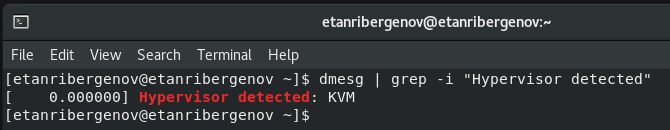 etanribergenov@etanribergenov:~
File Edit View Search Terminal Help
[etanribergenov@etanribergenov ~]$ dmesg | grep -i "Hypervisor detected"
[    0.000000] Hypervisor detected: KVM
[etanribergenov@etanribergenov ~]$